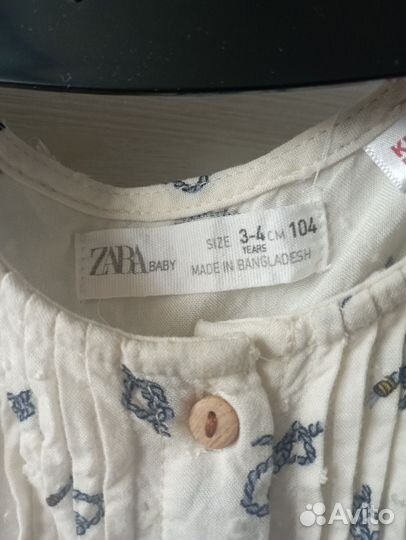 ZARA BABY
SIZE 3-4 CM 104
YEARS
MADE IN BANGLADESH
Avito